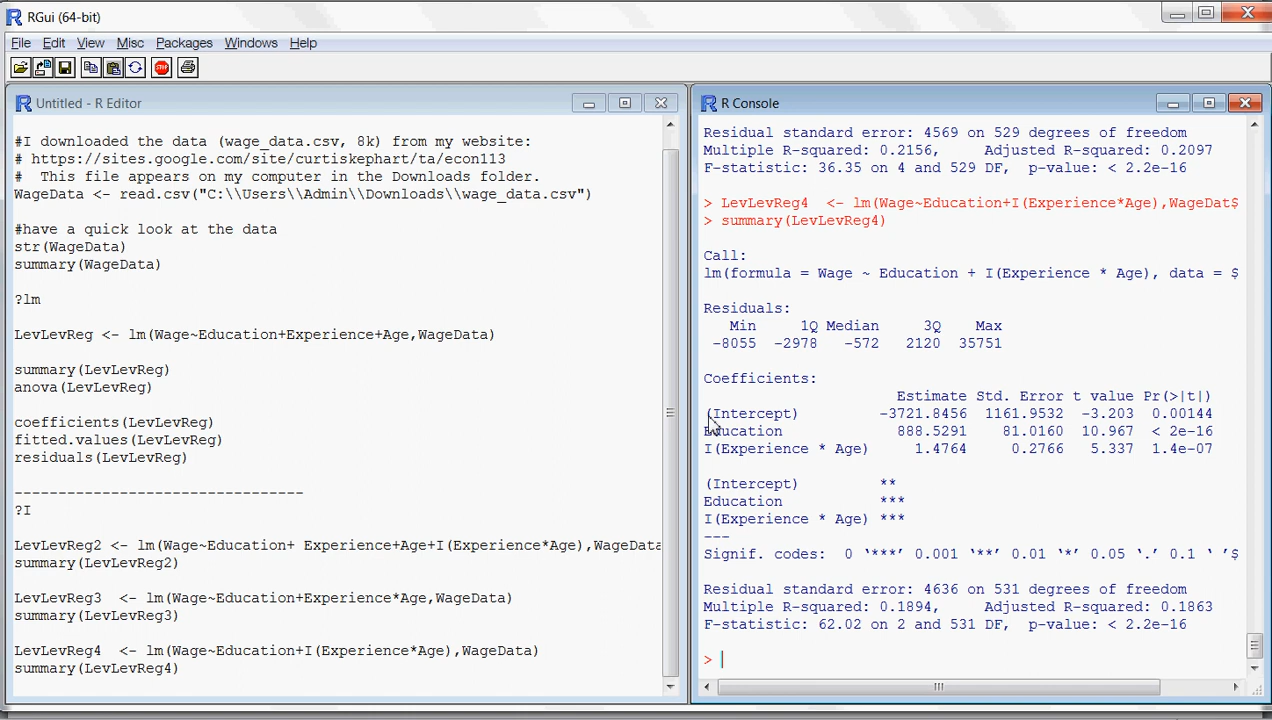 RGui (64-bit)
File Edit View Misc Packages Windows Help
Untitled - R Editor
#I downloaded the data (wage_data.csv, 8k) from my website:
# https://sites.google.com/site/curtiskephart/ta/econ113
#  This file appears on my computer in the Downloads folder.
WageData <- read.csv("C:\\Users\\Admin\\Downloads\\wage_data.csv")
#have a quick look at the data
str(WageData)
summary(WageData)
?lm
LevLevReg <- lm(Wage~Education+Experience+Age,WageData)
summary(LevLevReg)
anova(LevLevReg)
coefficients(LevLevReg)
fitted.values(LevLevReg)
residuals(LevLevReg)
---------------------------------
?I
LevLevReg2 <- lm(Wage~Education+ Experience+Age+I(Experience*Age),WageData
summary(LevLevReg2)
LevLevReg3  <- lm(Wage~Education+Experience*Age,WageData)
summary(LevLevReg3)
LevLevReg4  <- lm(Wage~Education+I(Experience*Age),WageData)
summary(LevLevReg4)
R Console
Residual standard error: 4569 on 529 degrees of freedom
Multiple R-squared: 0.2156,     Adjusted R-squared: 0.2097
F-statistic: 36.35 on 4 and 529 DF,  p-value: < 2.2e-16
> LevLevReg4  <- lm(Wage~Education+I(Experience*Age),WageDat$
> summary(LevLevReg4)
Call:
lm(formula = Wage ~ Education + I(Experience * Age), data = $
Residuals:
Min     1Q Median     3Q    Max
-8055  -2978   -572   2120  35751
Coefficients:
Estimate Std. Error t value Pr(>|t|)
(Intercept)         -3721.8456  1161.9532  -3.203  0.00144
Education             888.5291    81.0160  10.967  < 2e-16
I(Experience * Age)     1.4764     0.2766   5.337  1.4e-07
(Intercept)         **
Education           ***
I(Experience * Age) ***
---
Signif. codes:  0 ‘***’ 0.001 ‘**’ 0.01 ‘*’ 0.05 ‘.’ 0.1 ‘ ’$
Residual standard error: 4636 on 531 degrees of freedom
Multiple R-squared: 0.1894,     Adjusted R-squared: 0.1863
F-statistic: 62.02 on 2 and 531 DF,  p-value: < 2.2e-16
>